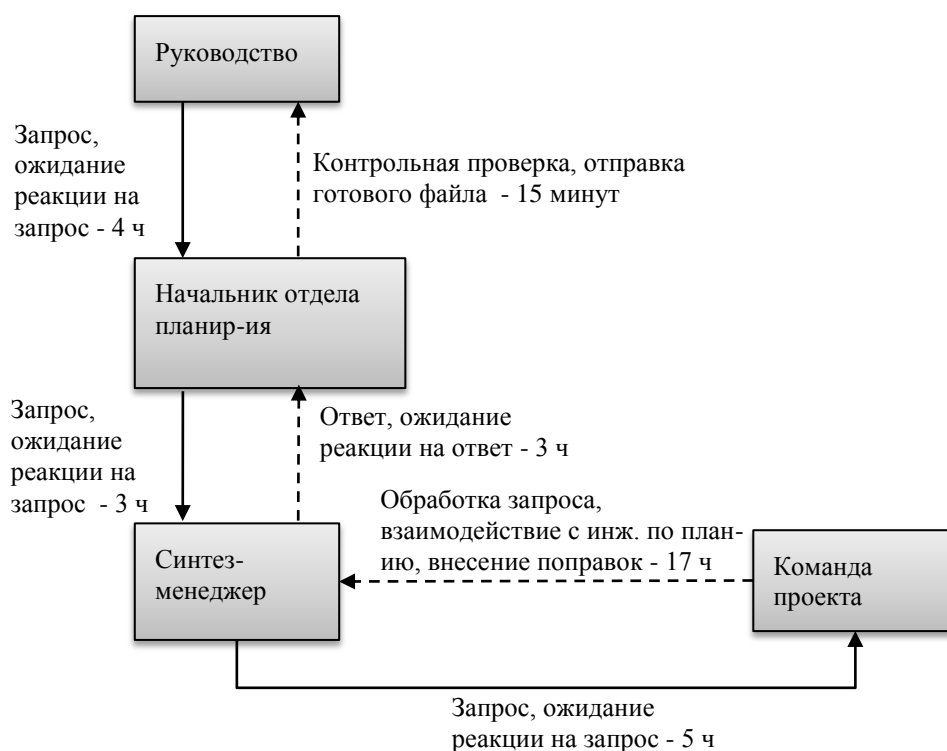 Руководство
Запрос,
ожидание
реакции на
запрос - 4 ч
Контрольная проверка, отправка
готового файла - 15 минут
Начальник отдела
планир-ия
Запрос,
ожидание
реакции на
запрос - 3 ч
Ответ, ожидание
реакции на ответ - 3 ч
Обработка запроса,
взаимодействие с инж. по план-
ию, внесение поправок - 17 ч
Синтез-
менеджер
Команда
проекта
Запрос, ожидание
реакции на запрос - 5 ч